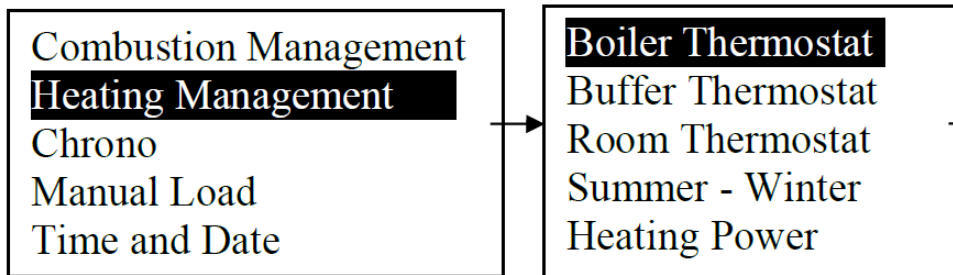 Combustion Management
Heating Management
Chrono
Manual Load
Time and Date
Boiler Thermostat
Buffer Thermostat
Room Thermostat
Summer - Winter
Heating Power